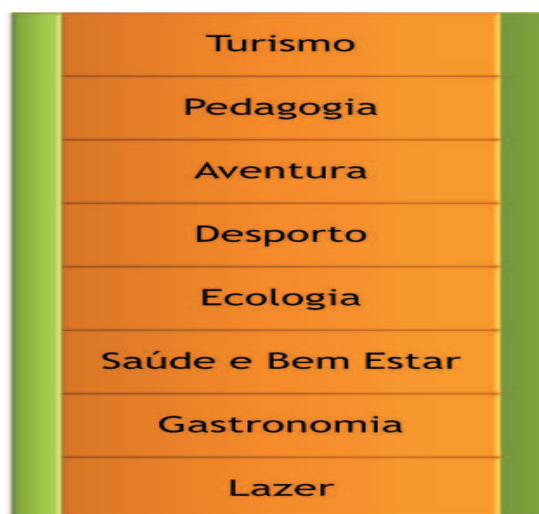 Turismo
Pedagogia
Aventura
Desporto
Ecologia
Saúde e Bem Estar
Gastronomia
Lazer